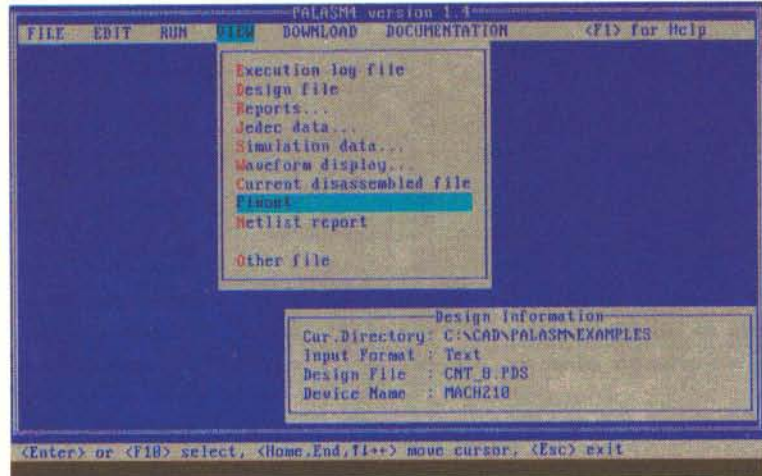 PALASM4 version 1.4
FILE EDIT RUN VIEW DOWNLOAD DOCUMENTATION <F1> for Help
Execution log file
Design file
Reports...
Jedec data...
Simulation data...
Waveform display...
Current disassembled file
Pinout
Netlist report
Other file
Design Information
Cur.Directory: C:\CAD\PALASM\EXAMPLES
Input Format : Text
Design File : CNT_8.PDS
Device Name : MACH210
<Enter> or <F10> select, <Home,End,↑↓↔> move cursor, <Esc> exit